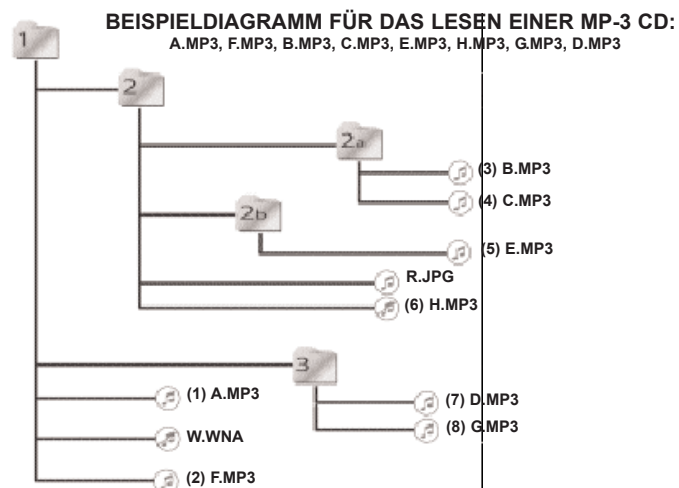 BEISPIELDIAGRAMM FÜR DAS LESEN EINER MP-3 CD:
A.MP3, F.MP3, B.MP3, C.MP3, E.MP3, H.MP3, G.MP3, D.MP3
1
2
2a
(3) B.MP3
(4) C.MP3
2b
(5) E.MP3
R.JPG
(6) H.MP3
3
(1) A.MP3
(7) D.MP3
(8) G.MP3
W.WNA
(2) F.MP3